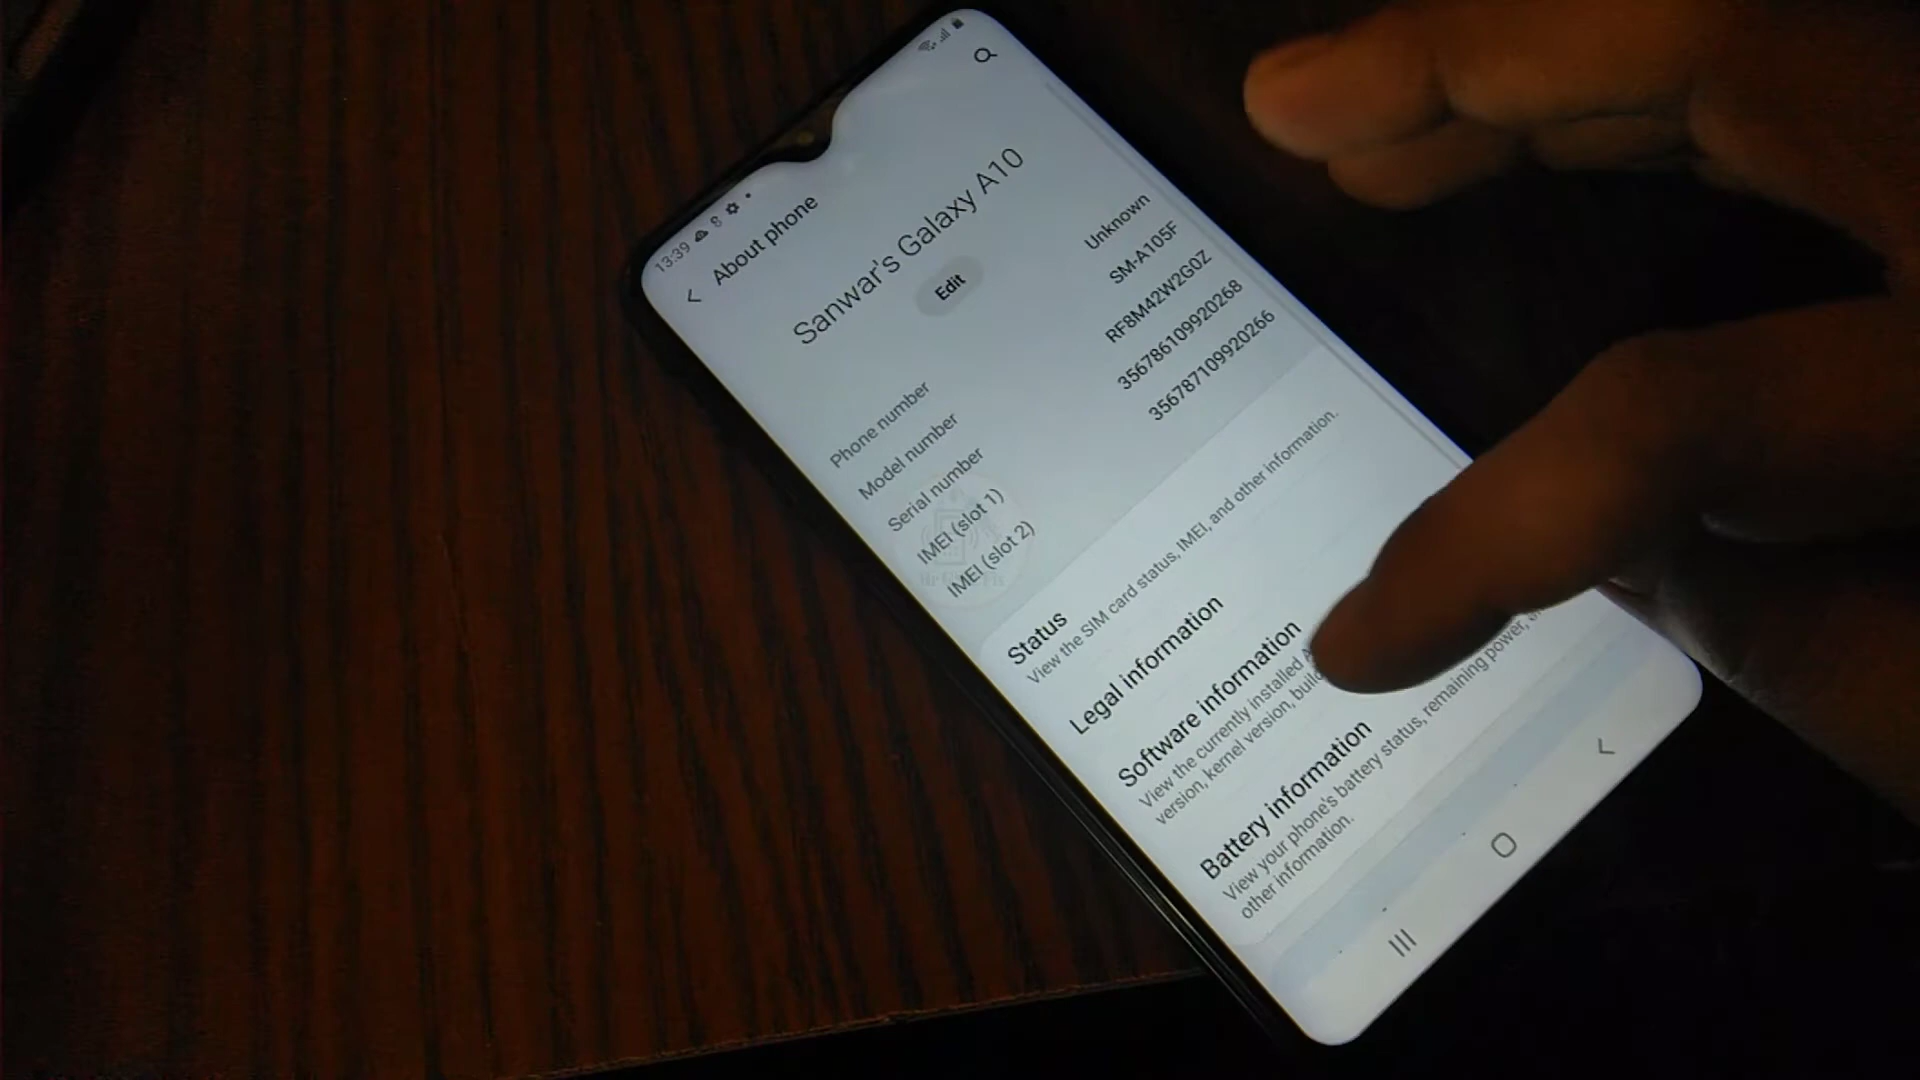 13:39
About phone
Sanwar's Galaxy A10
Edit
Phone number Unknown
Model number SM-A105F
Serial number RF8M42W2G0Z
IMEI (slot 1) 356786109920268
IMEI (slot 2) 356787109920266
Status
View the SIM card status, IMEI, and other information.
Legal information
Software information
View the currently installed
version, kernel version,
Battery information
View your phone's battery status, remaining power,
other information.